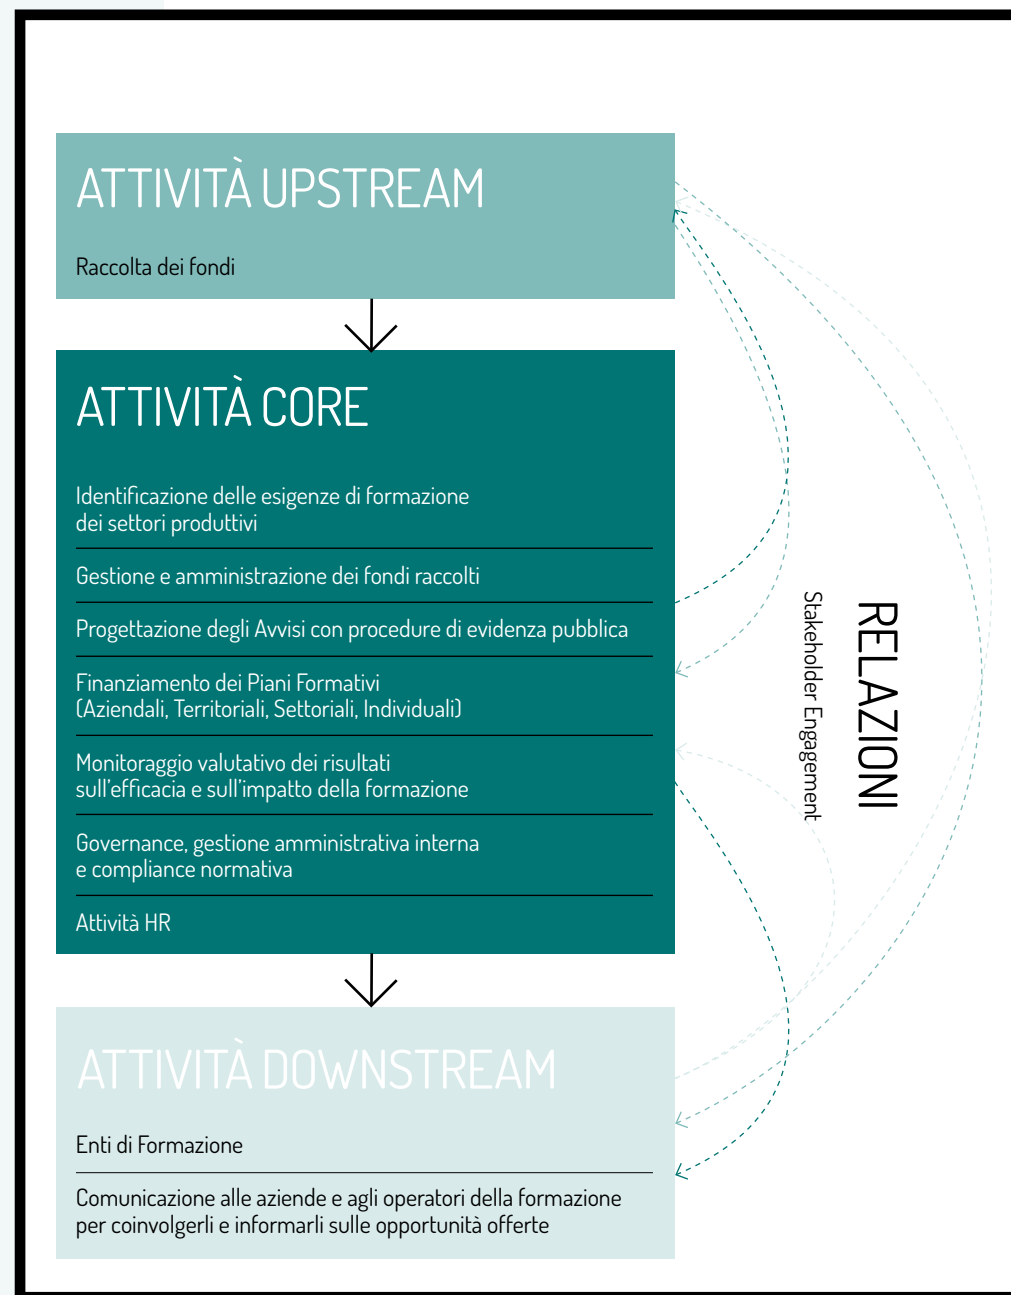 ATTIVITÀ UPSTREAM
Raccolta dei fondi
ATTIVITÀ CORE
Identificazione delle esigenze di formazione
dei settori produttivi
Gestione e amministrazione dei fondi raccolti
Progettazione degli Avvisi con procedure di evidenza pubblica
Finanziamento dei Piani Formativi
(Aziendali, Territoriali, Settoriali, Individuali)
Monitoraggio valutativo dei risultati
sull'efficacia e sull'impatto della formazione
Governance, gestione amministrativa interna
e compliance normativa
Attività HR
ATTIVITÀ DOWNSTREAM
Enti di Formazione
Comunicazione alle aziende e agli operatori della formazione
per coinvolgerli e informarli sulle opportunità offerte
RELAZIONI
Stakeholder Engagement